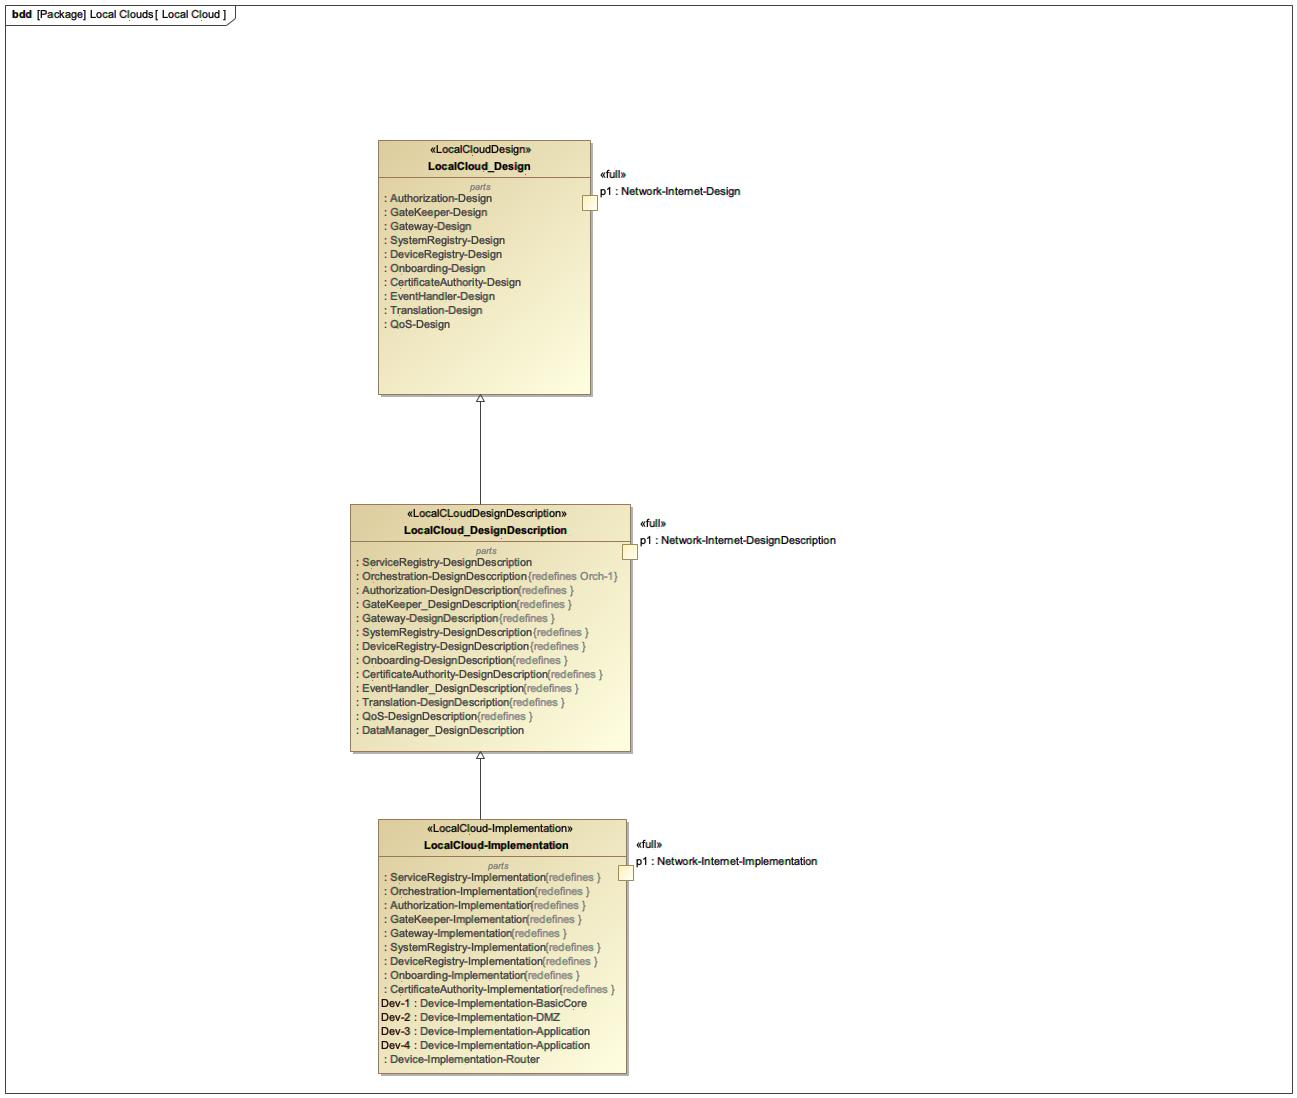 bdd [Package] Local Clouds[ Local Cloud ]
«LocalCloudDesign»
LocalCloud_Design
parts
: Authorization-Design
: GateKeeper-Design
: Gateway-Design
: SystemRegistry-Design
: DeviceRegistry-Design
: Onboarding-Design
: CertificateAuthority-Design
: EventHandler-Design
: Translation-Design
: QoS-Design
«full»
p1 : Network-Internet-Design
«LocalCLoudDesignDescription»
LocalCloud_DesignDescription
parts
: ServiceRegistry-DesignDescription
: Orchestration-DesignDesccription{redefines Orch-1}
: Authorization-DesignDescription{redefines }
: GateKeeper_DesignDescription{redefines }
: Gateway-DesignDescription{redefines }
: SystemRegistry-DesignDescription{redefines }
: DeviceRegistry-DesignDescription{redefines }
: Onboarding-DesignDescription{redefines }
: CertificateAuthority-DesignDescription{redefines }
: EventHandler_DesignDescription{redefines }
: Translation-DesignDescription{redefines }
: QoS-DesignDescription{redefines }
: DataManager_DesignDescription
«full»
p1 : Network-Internet-DesignDescription
«LocalCloud-Implementation»
LocalCloud-Implementation
parts
: ServiceRegistry-Implementation{redefines }
: Orchestration-Implementation{redefines }
: Authorization-Implementation{redefines }
: GateKeeper-Implementation{redefines }
: Gateway-Implementation{redefines }
: SystemRegistry-Implementation{redefines }
: DeviceRegistry-Implementation{redefines }
: Onboarding-Implementation{redefines }
: CertificateAuthority-Implementation{redefines }
Dev-1 : Device-Implementation-BasicCore
Dev-2 : Device-Implementation-DMZ
Dev-3 : Device-Implementation-Application
Dev-4 : Device-Implementation-Application
: Device-Implementation-Router
«full»
p1 : Network-Internet-Implementation